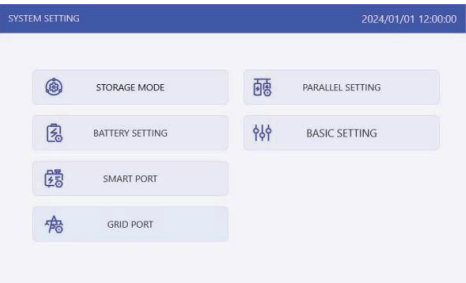 SYSTEM SETTING
2024/01/01 12:00:00
STORAGE MODE
PARALLEL SETTING
BATTERY SETTING
BASIC SETTING
SMART PORT
GRID PORT